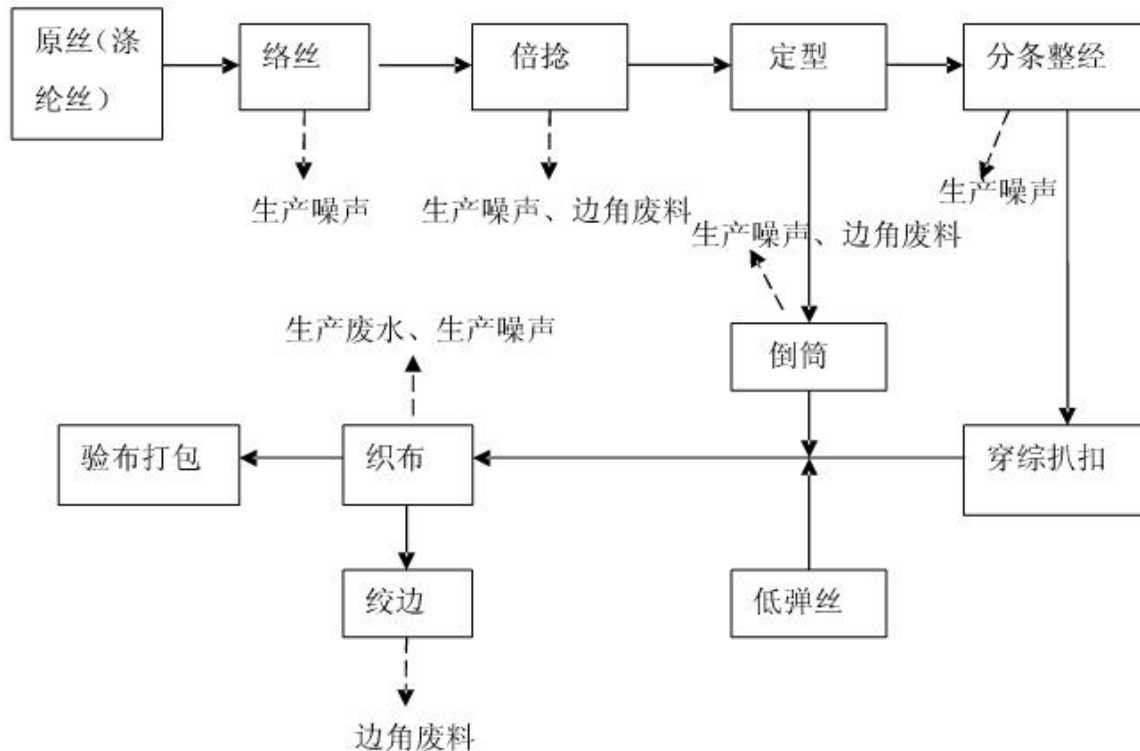 原丝(涤
纶丝)
络丝
倍捻
定型
分条整经
生产噪声
生产噪声、边角废料
生产噪声、边角废料
生产噪声
生产废水、生产噪声
倒筒
验布打包
织布
穿综扒扣
绞边
低弹丝
边角废料